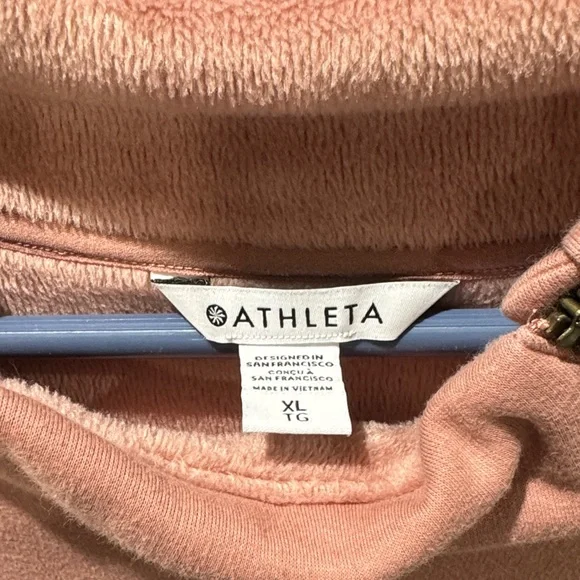 ATHLETA
DESIGNED IN
SAN FRANCISCO
CONÇU À
SAN FRANCISCO
MADE IN VIETNAM
XL
TG